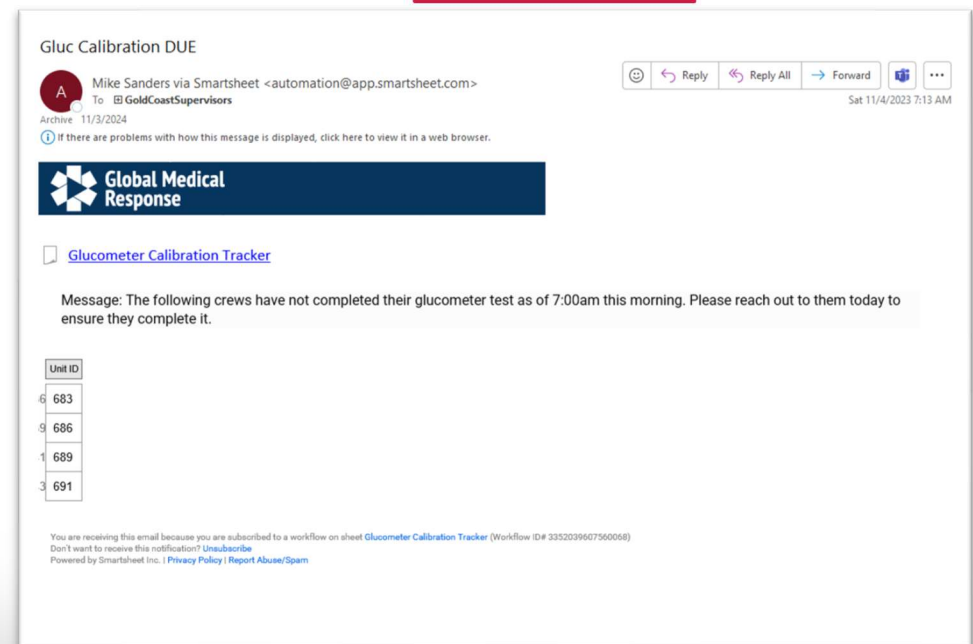 Gluc Calibration DUE
A
Mike Sanders via Smartsheet <automation@app.smartsheet.com>
To GoldCoastSupervisors
Reply
Reply All
Forward
Sat 11/4/2023 7:13 AM
Archive 11/3/2024
If there are problems with how this message is displayed, click here to view it in a web browser.
Global Medical
Response
Glucometer Calibration Tracker
Message: The following crews have not completed their glucometer test as of 7:00am this morning. Please reach out to them today to
ensure they complete it.
Unit ID
6 683
9 686
1 689
3 691
You are receiving this email because you are subscribed to a workflow on sheet Glucometer Calibration Tracker (Workflow ID# 3352039607560068)
Don't want to receive this notification? Unsubscribe
Powered by Smartsheet Inc. | Privacy Policy | Report Abuse/Spam